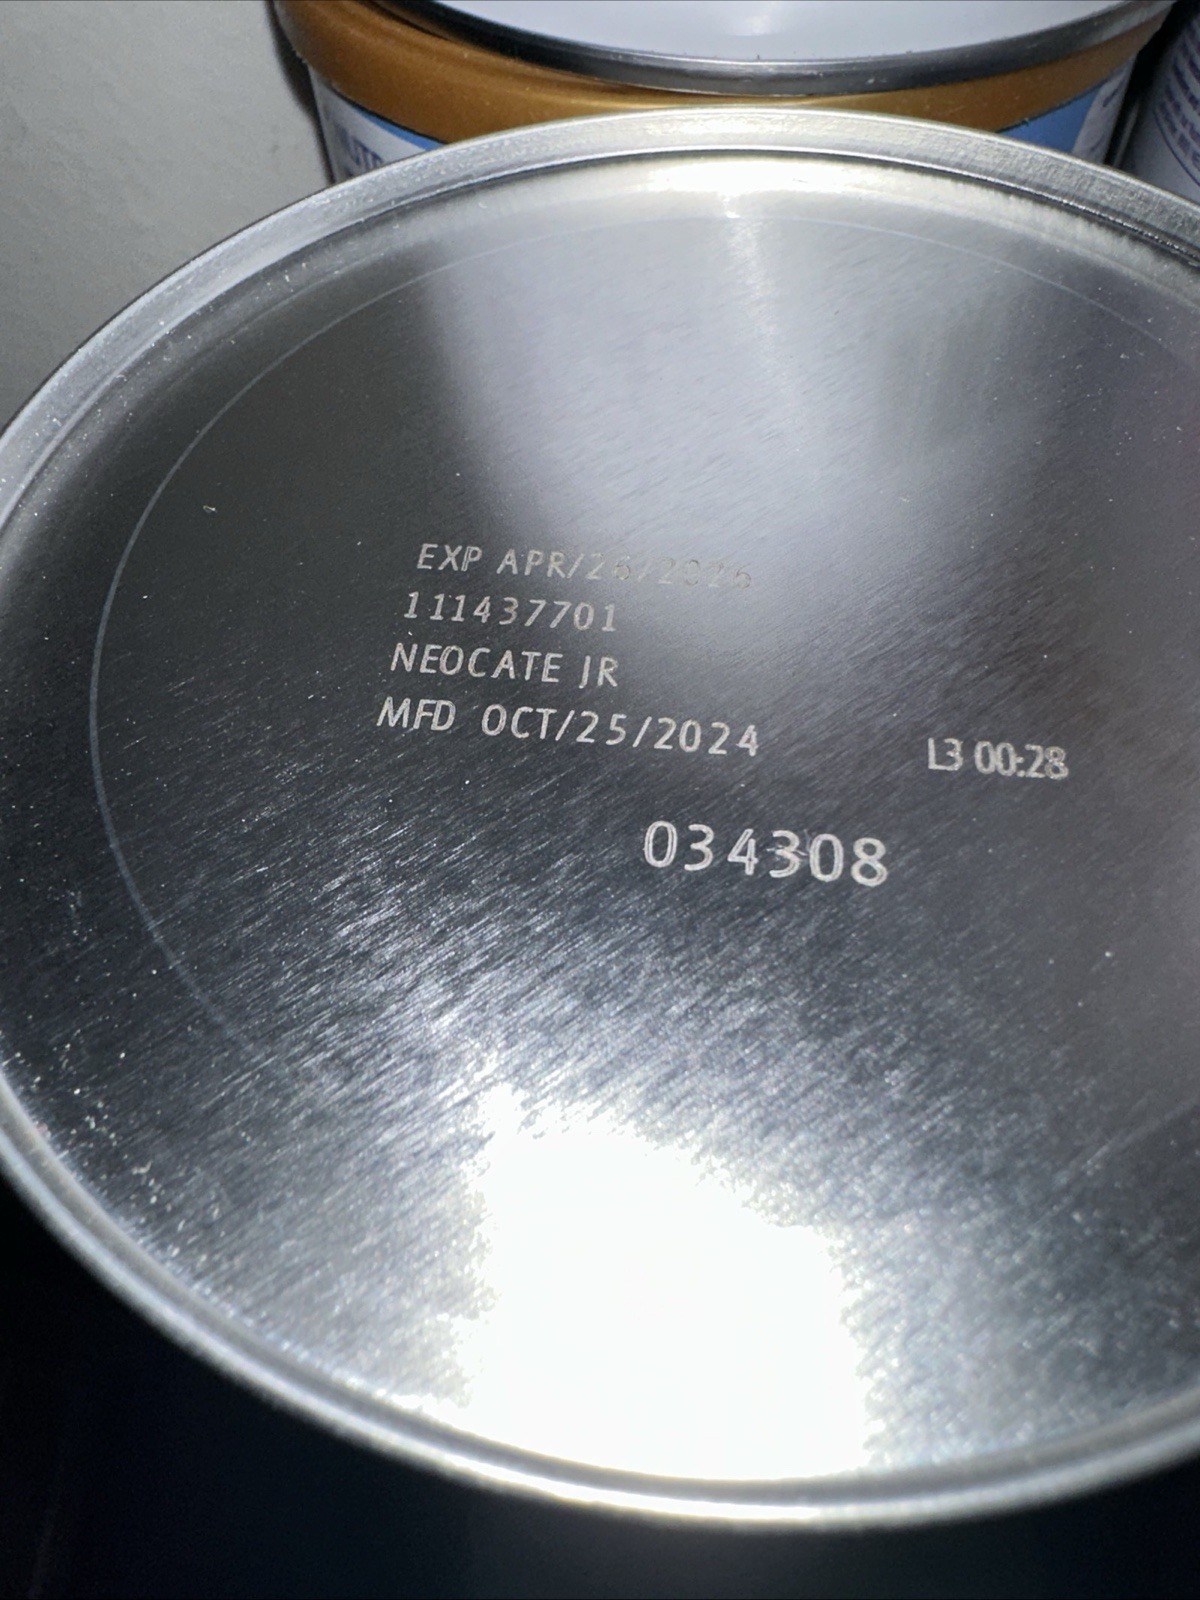 EXP APR/26/2026
111437701
NEOCATE JR
MFD OCT/25/2024
L3 00:28
034308